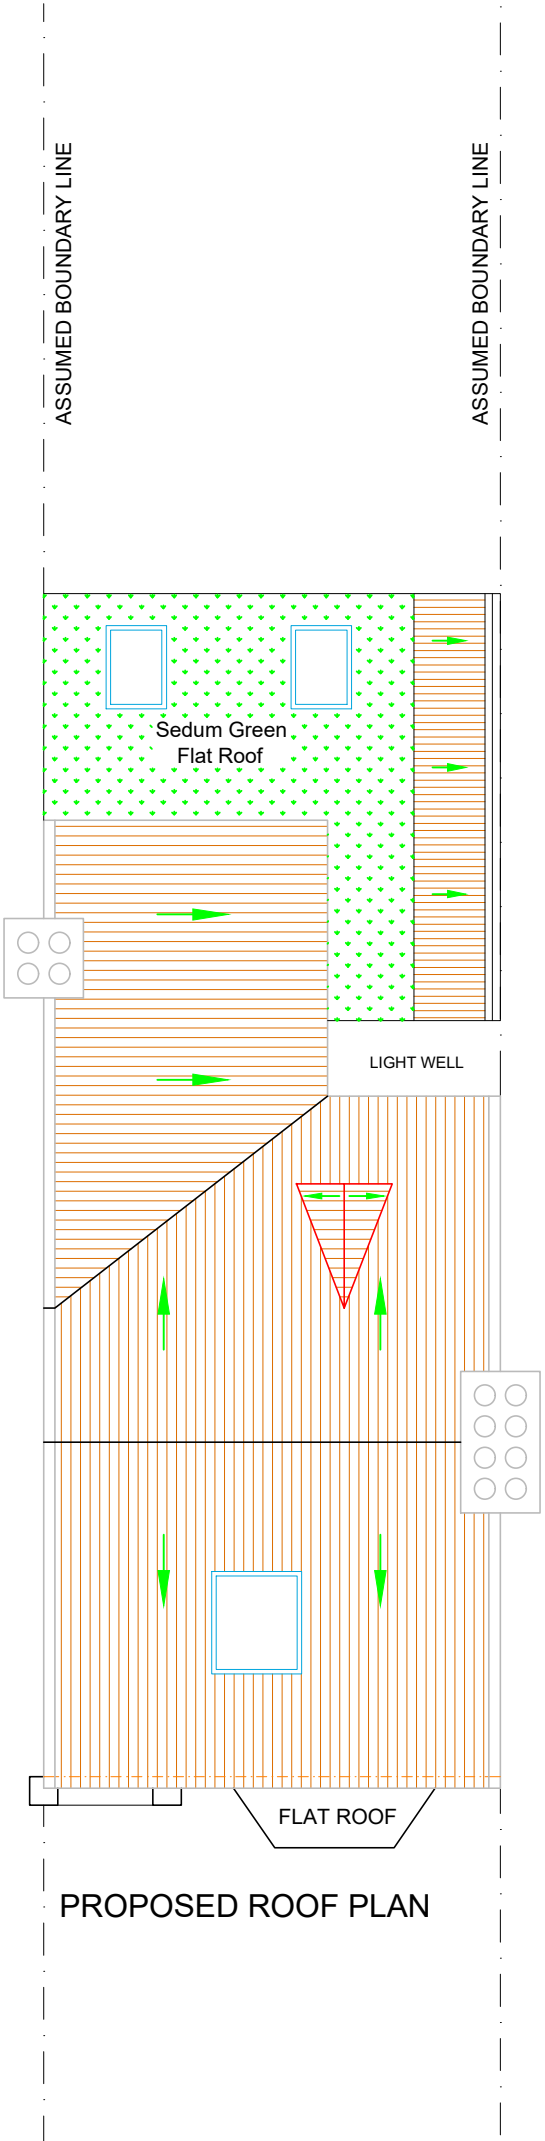 ASSUMED BOUNDARY LINE
ASSUMED BOUNDARY LINE
Sedum Green
Flat Roof
LIGHT WELL
FLAT ROOF
PROPOSED ROOF PLAN